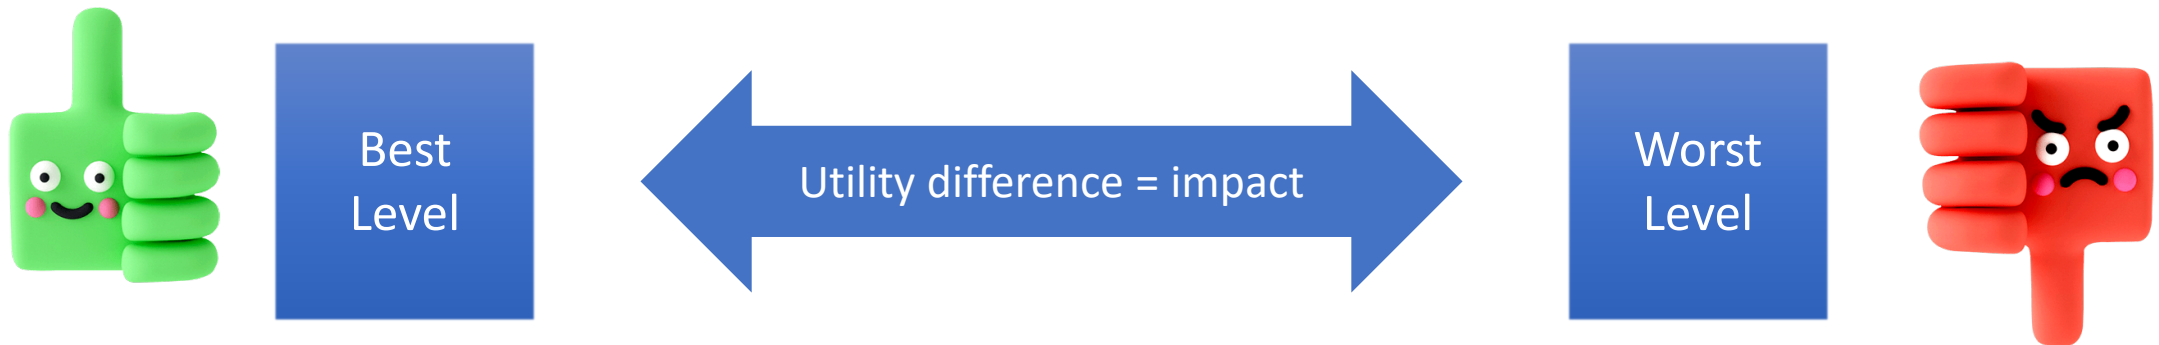 Best
Level
Utility difference = impact
Worst
Level